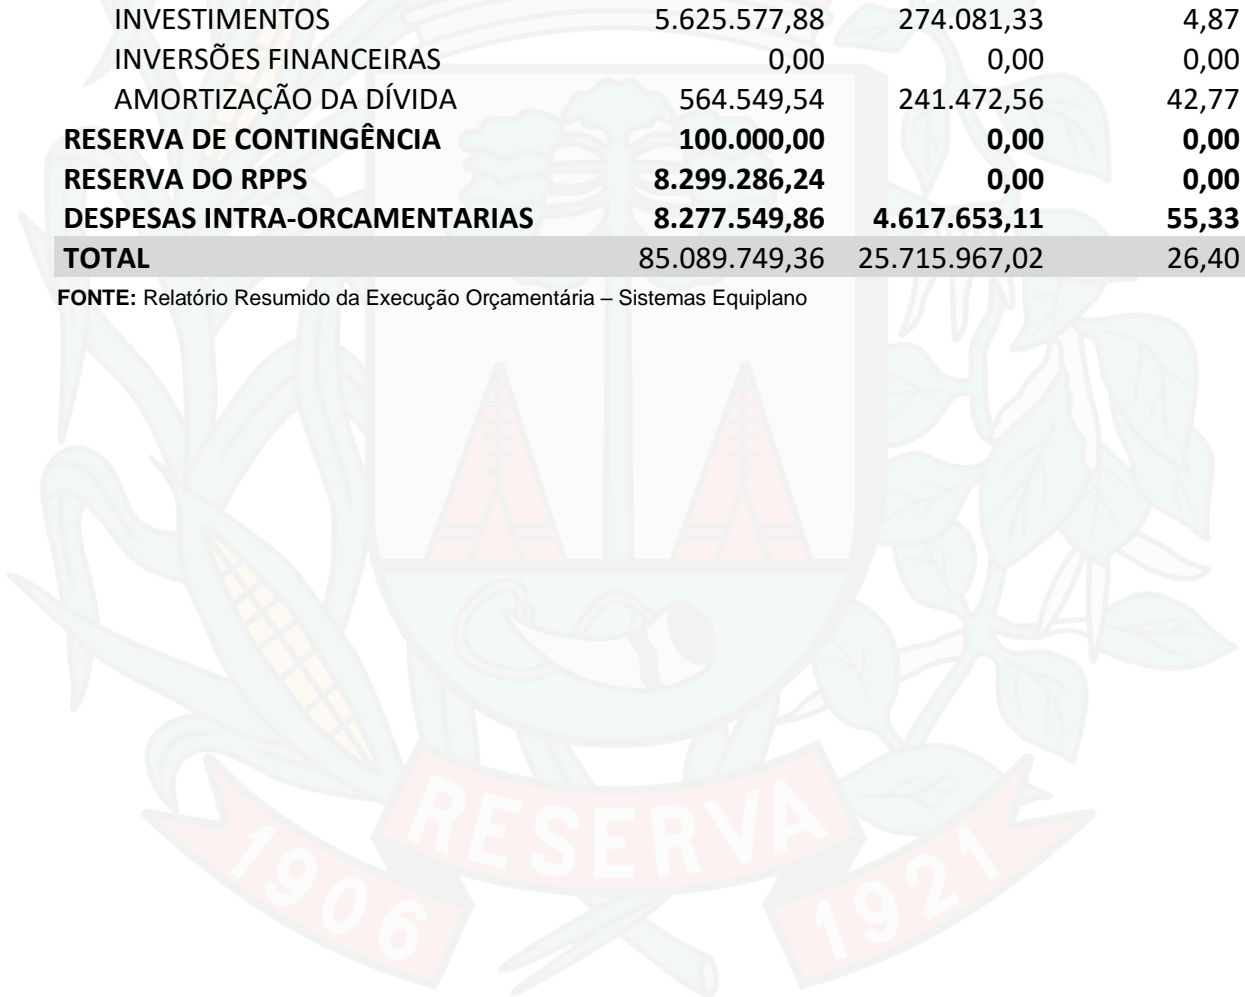 INVESTIMENTOS 5.625.577,88 274.081,33 4,87
INVERSÕES FINANCEIRAS 0,00 0,00 0,00
AMORTIZAÇÃO DA DÍVIDA 564.549,54 241.472,56 42,77
RESERVA DE CONTINGÊNCIA 100.000,00 0,00 0,00
RESERVA DO RPPS 8.299.286,24 0,00 0,00
DESPESAS INTRA-ORCAMENTARIAS 8.277.549,86 4.617.653,11 55,33
TOTAL 85.089.749,36 25.715.967,02 26,40
FONTE: Relatório Resumido da Execução Orçamentária – Sistemas Equiplano
RESERVA
1906 1921